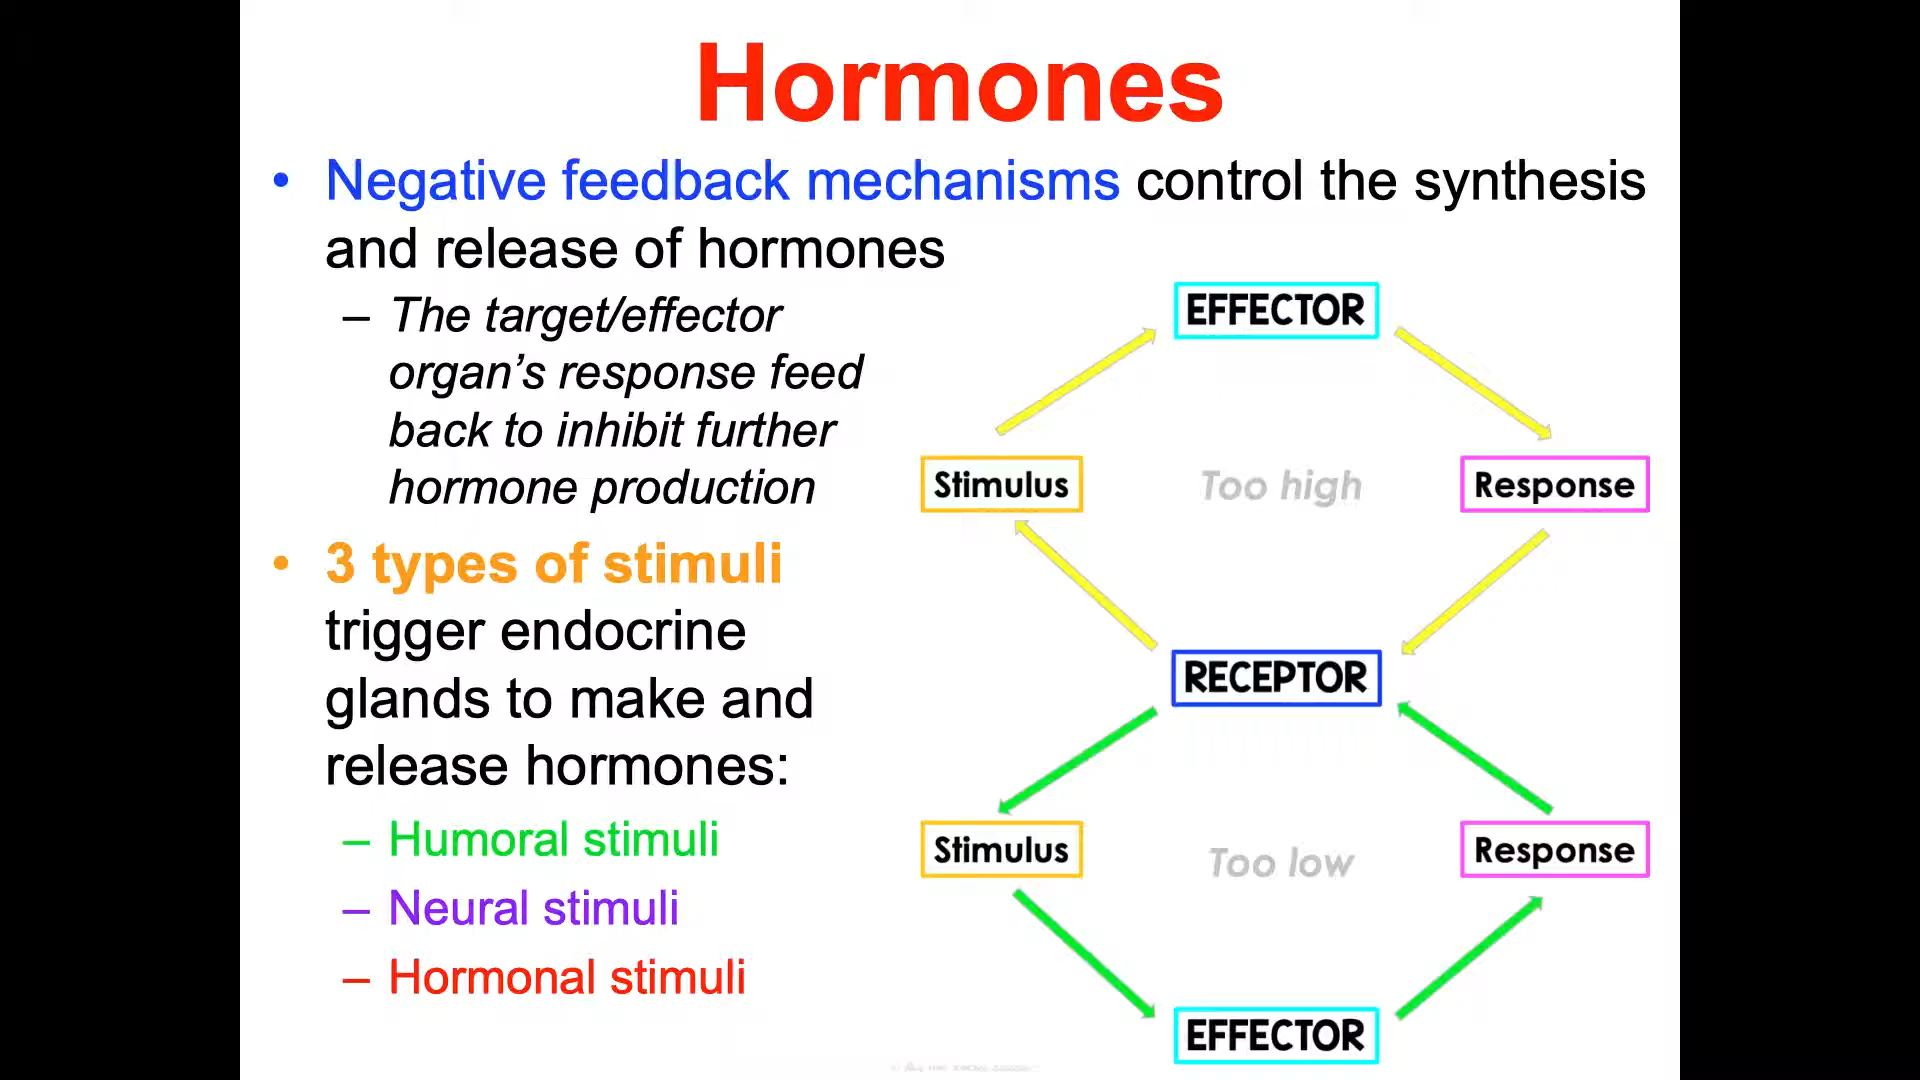 Hormones
• Negative feedback mechanisms control the synthesis
and release of hormones
– The target/effector
organ's response feed
back to inhibit further
hormone production
• 3 types of stimuli
trigger endocrine
glands to make and
release hormones:
– Humoral stimuli
– Neural stimuli
– Hormonal stimuli
EFFECTOR
Stimulus
Too high
Response
RECEPTOR
Stimulus
Too low
Response
EFFECTOR